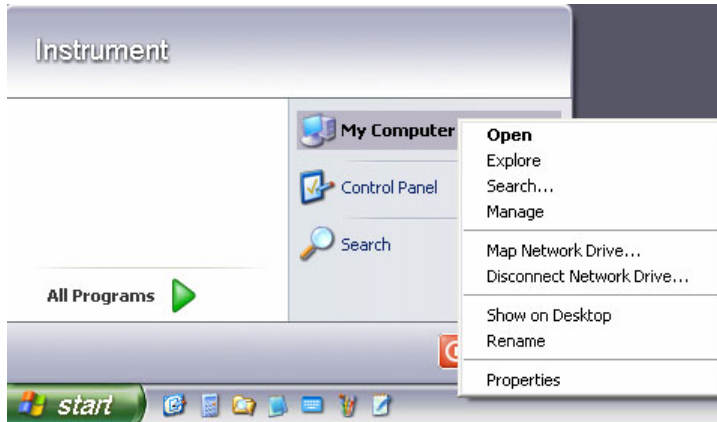 Instrument
My Computer
Control Panel
Search
All Programs
Open
Explore
Search...
Manage
Map Network Drive...
Disconnect Network Drive...
Show on Desktop
Rename
Properties
start